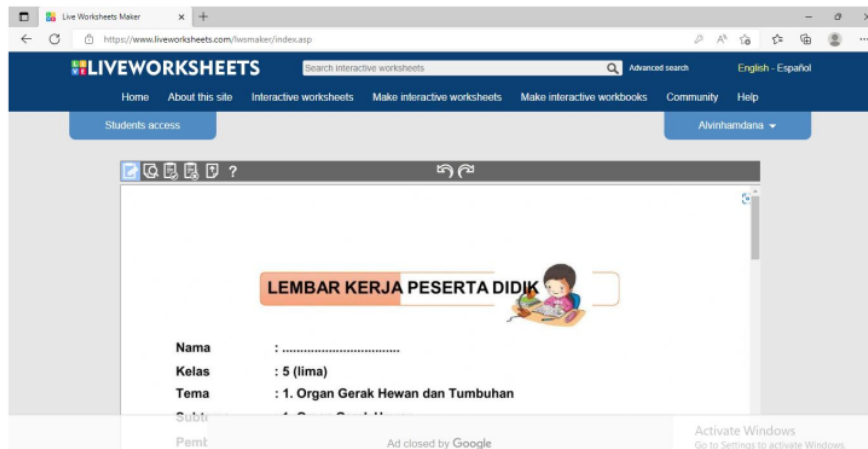 Live Worksheets Maker
https://www.liveworksheets.com/lwsmaker/index.asp
LIVEWORKSHEETS
Search interactive worksheets
Advanced search
English - Español
Home About this site Interactive worksheets Make interactive worksheets Make interactive workbooks Community Help
Students access
Alvinhamdana
?
LEMBAR KERJA PESERTA DIDIK
Nama : .................................
Kelas : 5 (lima)
Tema : 1. Organ Gerak Hewan dan Tumbuhan
Activate Windows
Ad closed by Google
Go to Settings to activate Windows.